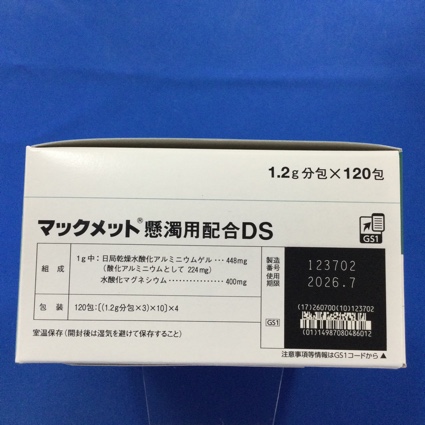 1.2g分包×120包
マックメット®懸濁用配合DS
組成
1g中：日局乾燥水酸化アルミニウムゲル…448mg
（酸化アルミニウムとして 224mg）
水酸化マグネシウム………………400mg
包装
120包：[(1.2g分包×3)×10]×4
室温保存（開封後は湿気を避けて保存すること）
GS1
製造番号
123702
使用期限
2026.7
(17)260700(10)123702
GS1
(01)14987080486012
注意事項等情報はGS1コードから▲